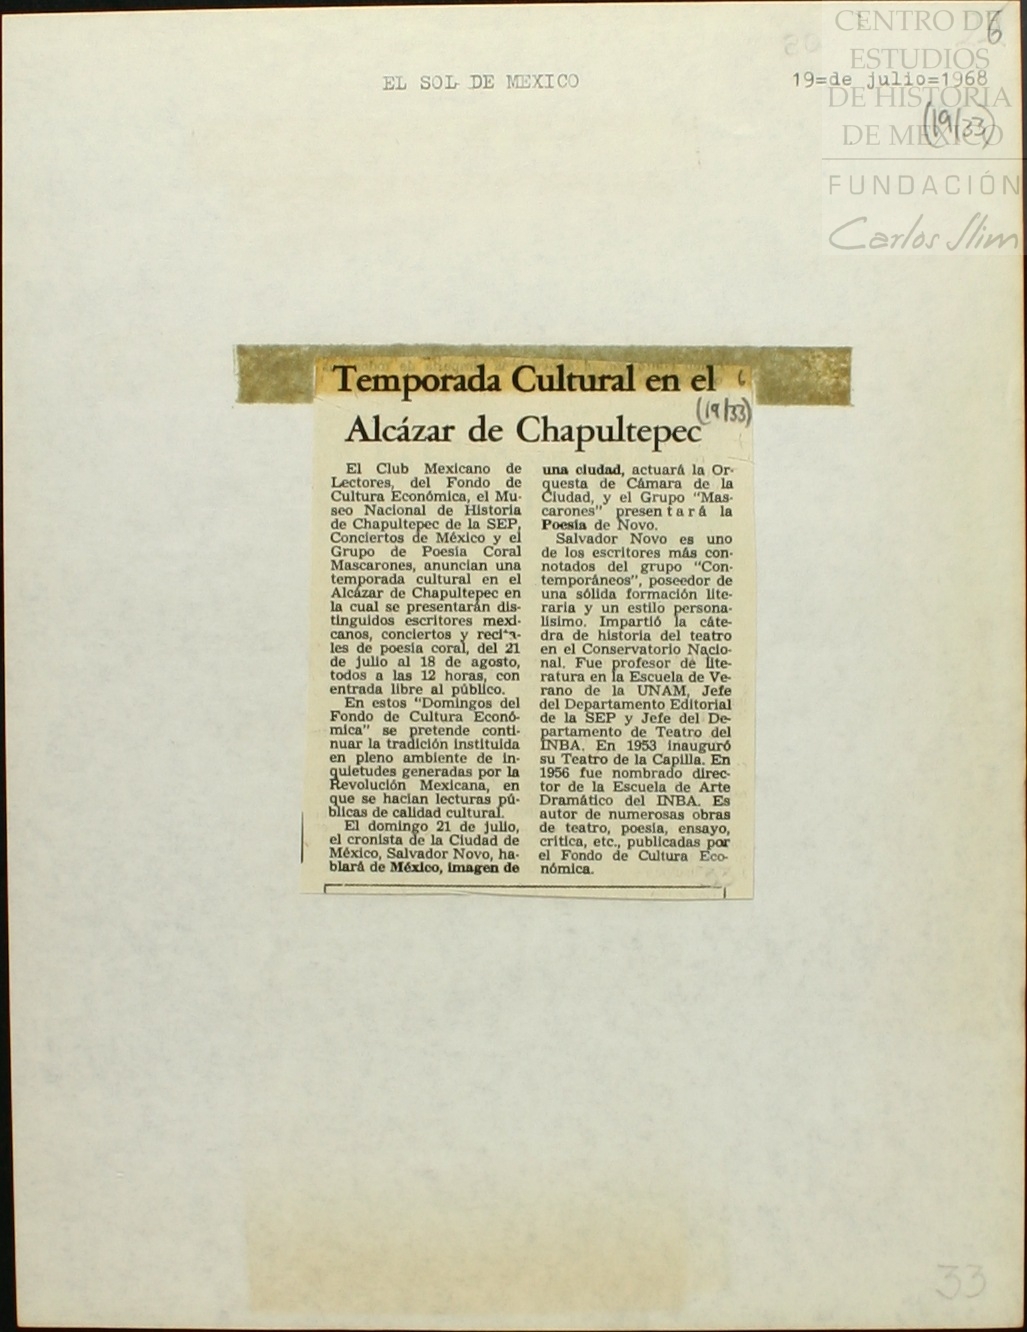 CENTRO DE
ESTUDIOS
DE HISTORIA
DE MEXICO
FUNDACIÓN
Carlos Slim
6
EL SOL DE MEXICO
19=de julio=1968
(19/33)
Temporada Cultural en el
6
(19/33)
Alcázar de Chapultepec
El Club Mexicano de
Lectores, del Fondo de
Cultura Económica, el Mu-
seo Nacional de Historia
de Chapultepec de la SEP,
Conciertos de México y el
Grupo de Poesía Coral
Mascarones, anuncian una
temporada cultural en el
Alcázar de Chapultepec en
la cual se presentarán dis-
tinguidos escritores mexi-
canos, conciertos y recita-
les de poesía coral, del 21
de julio al 18 de agosto,
todos a las 12 horas, con
entrada libre al público.
En estos "Domingos del
Fondo de Cultura Econó-
mica" se pretende conti-
nuar la tradición instituida
en pleno ambiente de in-
quietudes generadas por la
Revolución Mexicana, en
que se hacían lecturas pú-
blicas de calidad cultural.
El domingo 21 de julio,
el cronista de la Ciudad de
México, Salvador Novo, ha-
blará de México, imagen de
una ciudad, actuará la Or-
questa de Cámara de la
Ciudad, y el Grupo "Mas-
carones" presentará la
Poesía de Novo.
Salvador Novo es uno
de los escritores más con-
notados del grupo "Con-
temporáneos", poseedor de
una sólida formación lite-
raria y un estilo persona-
lísimo. Impartió la cáte-
dra de historia del teatro
en el Conservatorio Nacio-
nal. Fue profesor de lite-
ratura en la Escuela de Ve-
rano de la UNAM, Jefe
del Departamento Editorial
de la SEP y Jefe del De-
partamento de Teatro del
INBA. En 1953 inauguró
su Teatro de la Capilla. En
1956 fue nombrado direc-
tor de la Escuela de Arte
Dramático del INBA. Es
autor de numerosas obras
de teatro, poesía, ensayo,
crítica, etc., publicadas por
el Fondo de Cultura Eco-
nómica.
33
33